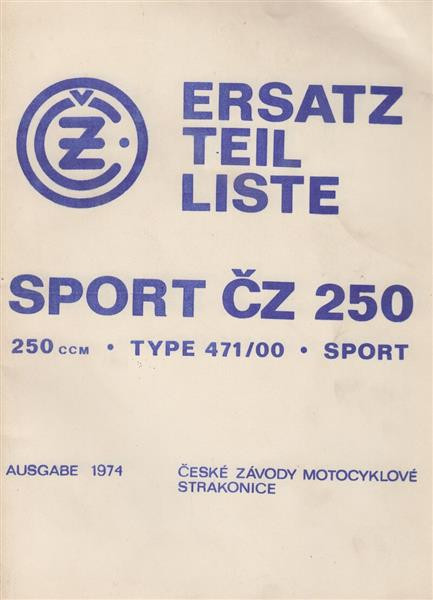 ČZ
ERSATZ
TEIL
LISTE
SPORT ČZ 250
250 CCM • TYPE 471/00 • SPORT
AUSGABE 1974
ČESKÉ ZÁVODY MOTOCYKLOVÉ
STRAKONICE